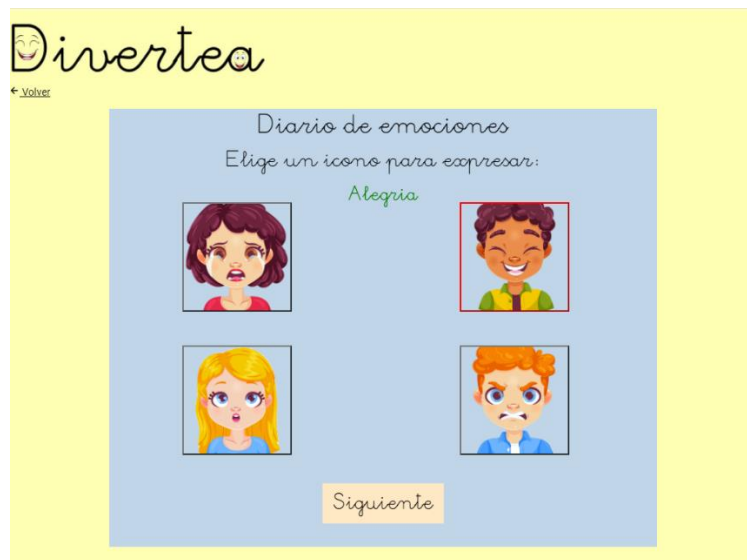 Divertea
← Volver
Diario de emociones
Elige un icono para expresar:
Alegria
Siguiente